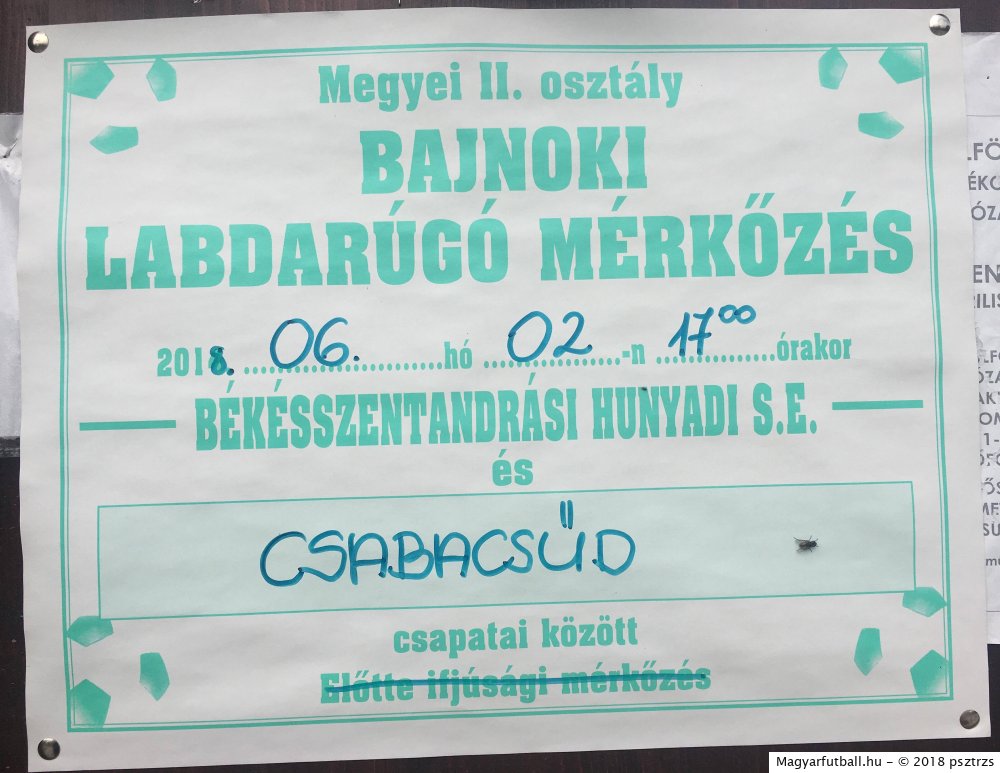 Megyei II. osztály
BAJNOKI
LABDARÚGÓ MÉRKŐZÉS
2018. 06. hó 02 -n 17⁰⁰ órakor
BÉKÉSSZENTANDRÁSI HUNYADI S.E.
és
CSABACSŰD
csapatai között
Előtte ifjúsági mérkőzés
Magyarfutball.hu - © 2018 psztrzs